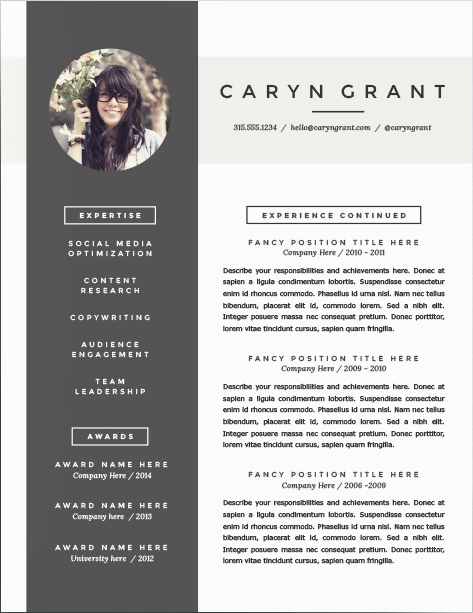 CARYN GRANT
315.555.1234 / hello@caryngrant.com / @caryngrant
EXPERTISE
SOCIAL MEDIA
OPTIMIZATION
CONTENT
RESEARCH
COPYWRITING
AUDIENCE
ENGAGEMENT
TEAM
LEADERSHIP
AWARDS
AWARD NAME HERE
Company Here / 2014
AWARD NAME HERE
Company here / 2013
AWARD NAME HERE
University here / 2012
EXPERIENCE CONTINUED
FANCY POSITION TITLE HERE
Company Here / 2010 - 2011
Describe your responsibilities and achievements here. Donec at
sapien a ligula condimentum lobortis. Suspendisse consectetur
enim id rhoncus commodo. Phasellus id urna nisl. Nam nec tellus
bibendum, placerat elit id, commodo lorem. Sed a nibh elit.
Integer posuere massa nec consequat pretium. Donec porttitor,
lorem vitae tincidunt cursus, sapien quam fringilla.
FANCY POSITION TITLE HERE
Company Here / 2009 - 2010
Describe your responsibilities and achievements here. Donec at
sapien a ligula condimentum lobortis. Suspendisse consectetur
enim id rhoncus commodo. Phasellus id urna nisl. Nam nec tellus
bibendum, placerat elit id, commodo lorem. Sed a nibh elit.
Integer posuere massa nec consequat pretium. Donec porttitor,
lorem vitae tincidunt cursus, sapien quam fringilla.
FANCY POSITION TITLE HERE
Company Here / 2006 -2009
Describe your responsibilities and achievements here. Donec at
sapien a ligula condimentum lobortis. Suspendisse consectetur
enim id rhoncus commodo. Phasellus id urna nisl. Nam nec tellus
bibendum, placerat elit id, commodo lorem. Sed a nibh elit.
Integer posuere massa nec consequat pretium. Donec porttitor,
lorem vitae tincidunt cursus, sapien quam fringilla.